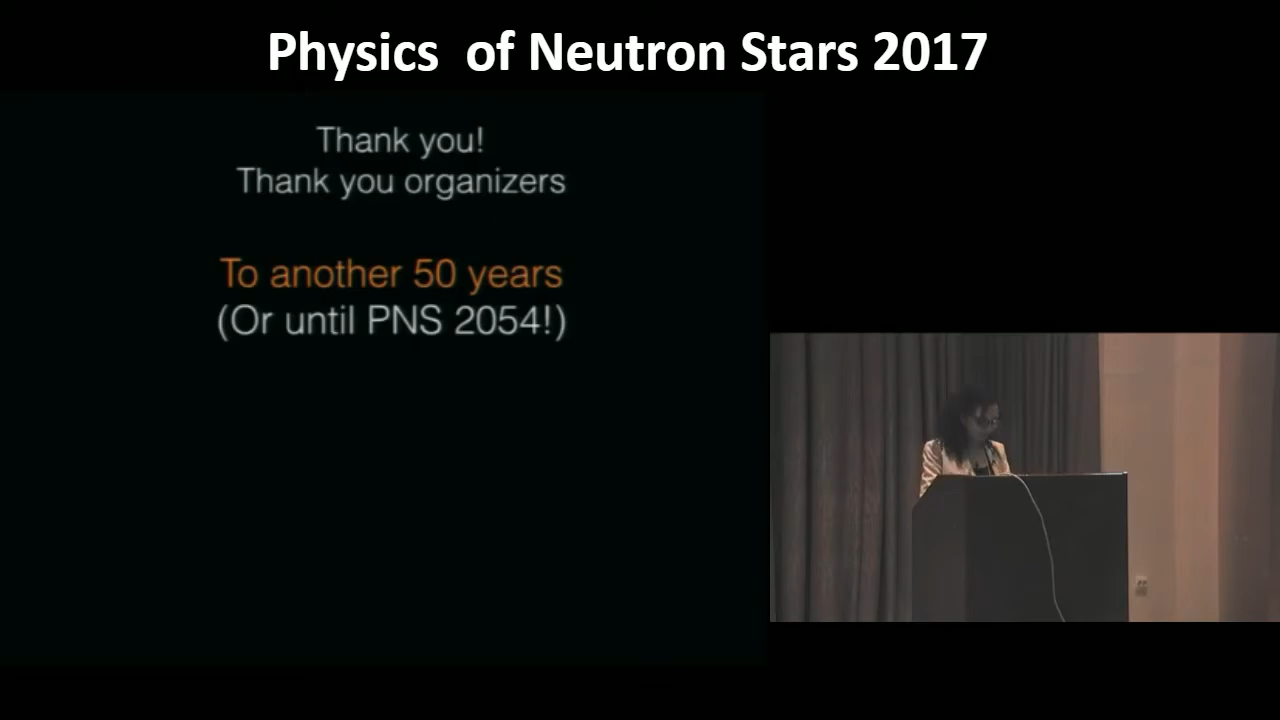 Physics of Neutron Stars 2017
Thank you!
Thank you organizers
To another 50 years
(Or until PNS 2054!)